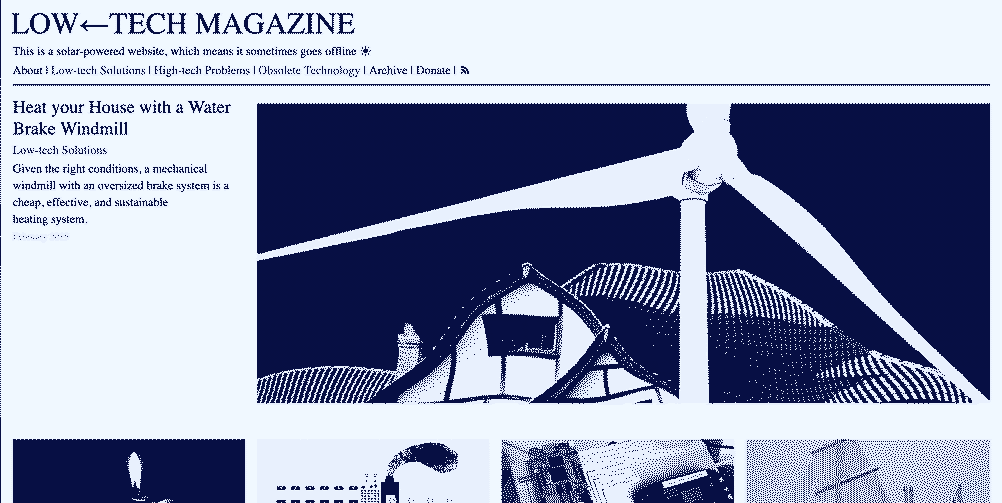 LOW←TECH MAGAZINE
This is a solar-powered website, which means it sometimes goes offline ☀
About | Low-tech Solutions | High-tech Problems | Obsolete Technology | Archive | Donate |
Heat your House with a Water
Brake Windmill
Low-tech Solutions
Given the right conditions, a mechanical
windmill with an oversized brake system is a
cheap, effective, and sustainable
heating system.